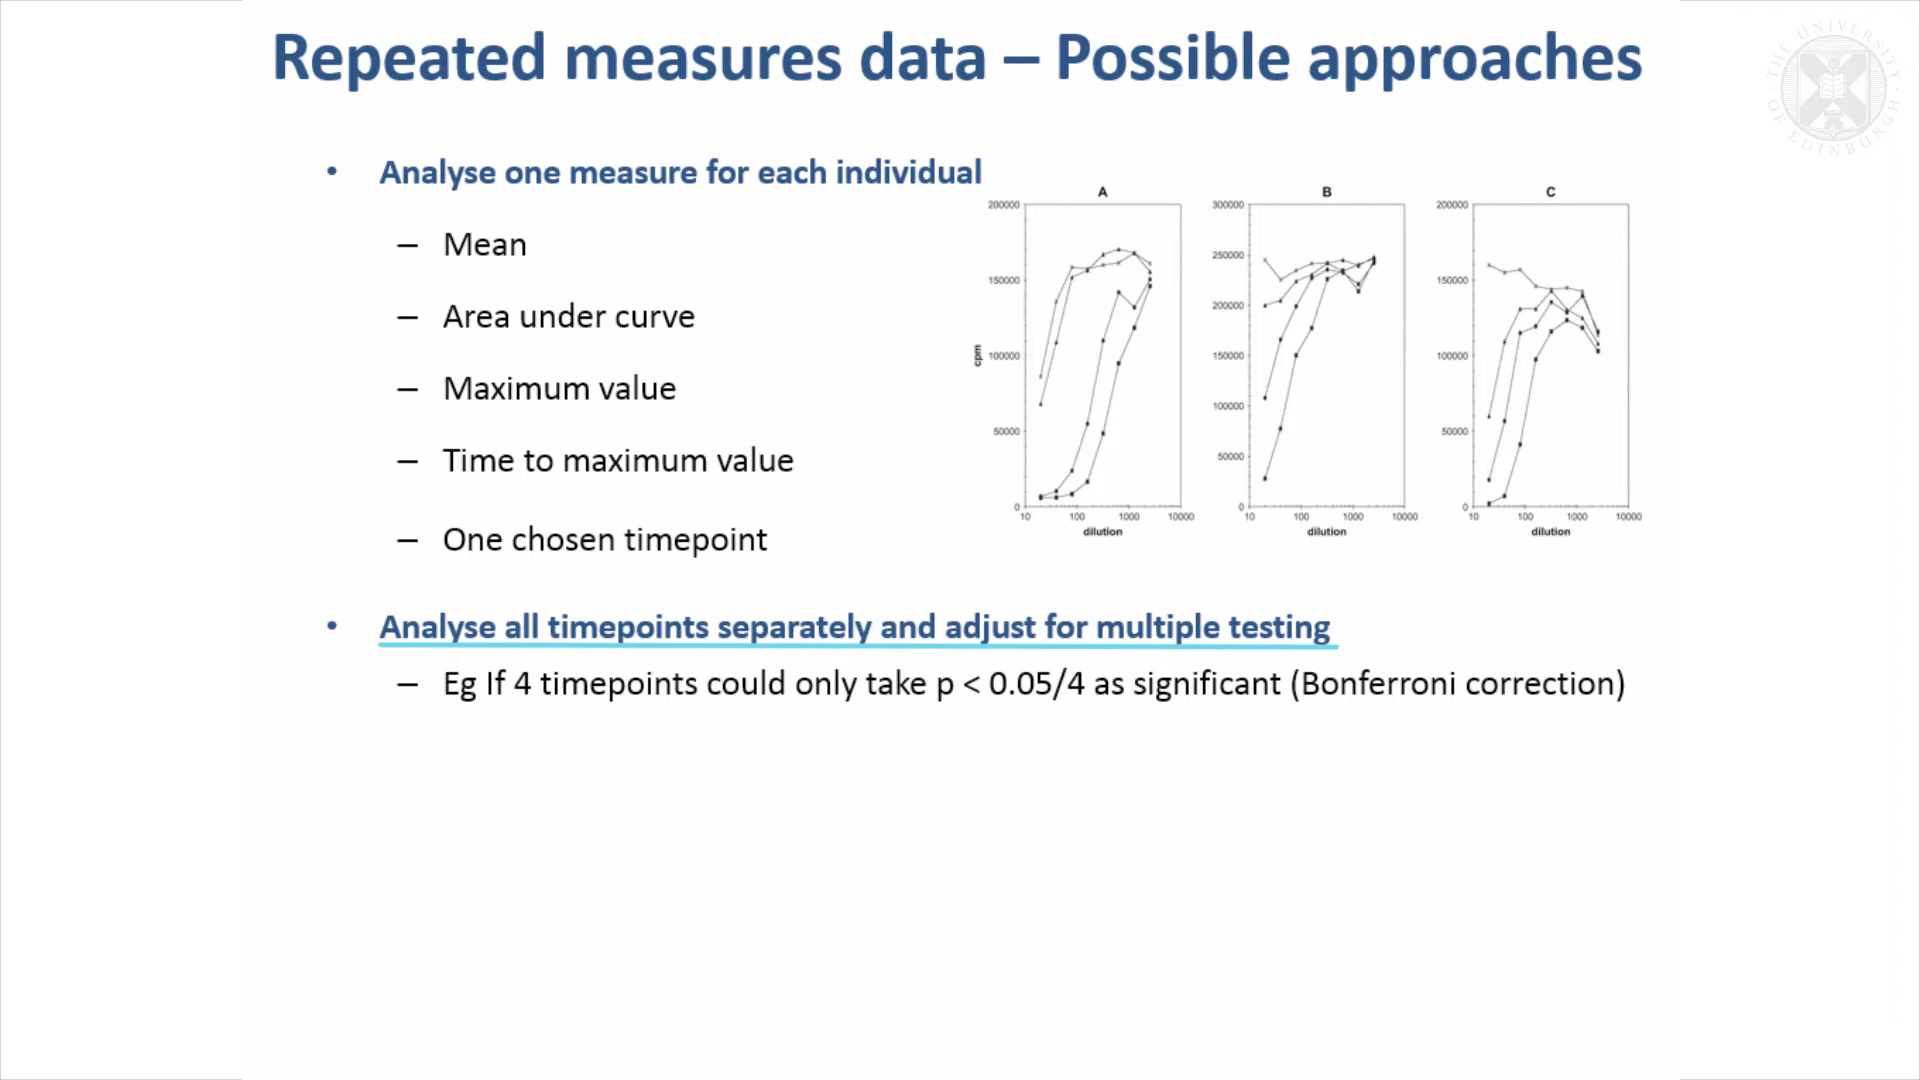 Repeated measures data – Possible approaches
THE UNIVERSITY OF EDINBURGH
• Analyse one measure for each individual
– Mean
– Area under curve
– Maximum value
– Time to maximum value
– One chosen timepoint
A
200000
150000
100000
50000
0
cpm
10 100 1000 10000
dilution
B
300000
250000
200000
150000
100000
50000
0
10 100 1000 10000
dilution
C
200000
150000
100000
50000
0
10 100 1000 10000
dilution
• Analyse all timepoints separately and adjust for multiple testing
– Eg If 4 timepoints could only take p < 0.05/4 as significant (Bonferroni correction)